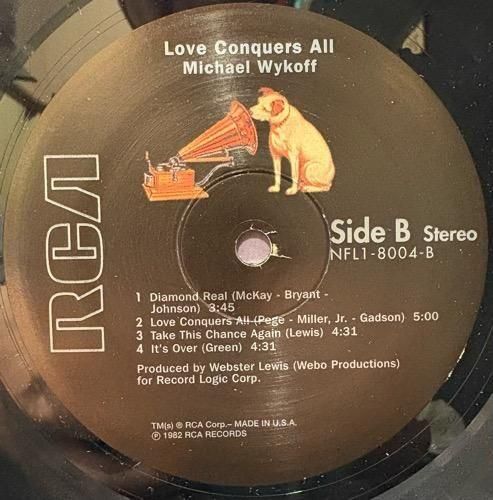 Love Conquers All
Michael Wykoff
RCA
Side B Stereo
NFL1-8004-B
1 Diamond Real (McKay - Bryant -
Johnson) 3:45
2 Love Conquers All (Pege - Miller, Jr. - Gadson) 5:00
3 Take This Chance Again (Lewis) 4:31
4 It's Over (Green) 4:31
Produced by Webster Lewis (Webo Productions)
for Record Logic Corp.
TM(s) ® RCA Corp.– MADE IN U.S.A.
℗ 1982 RCA RECORDS